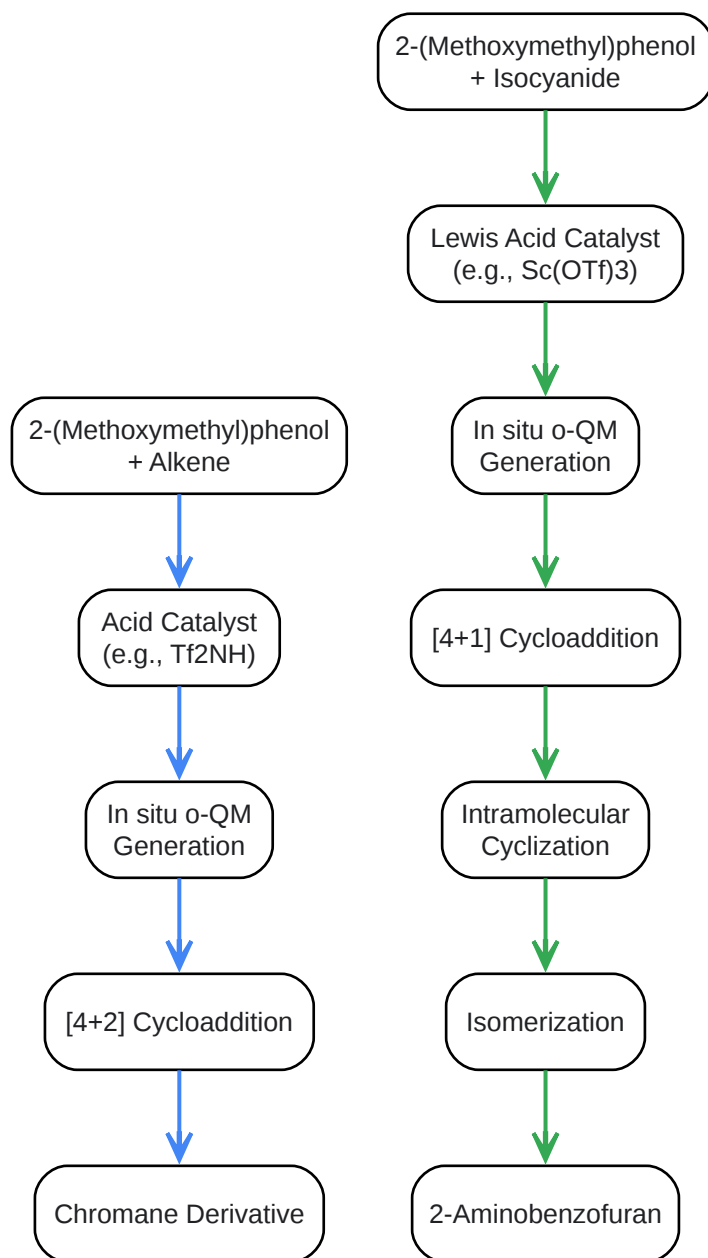 2-(Methoxymethyl)phenol
+ Alkene
Acid Catalyst
(e.g., Tf2NH)
In situ o-QM
Generation
[4+2] Cycloaddition
Chromane Derivative
2-(Methoxymethyl)phenol
+ Isocyanide
Lewis Acid Catalyst
(e.g., Sc(OTf)3)
In situ o-QM
Generation
[4+1] Cycloaddition
Intramolecular
Cyclization
Isomerization
2-Aminobenzofuran